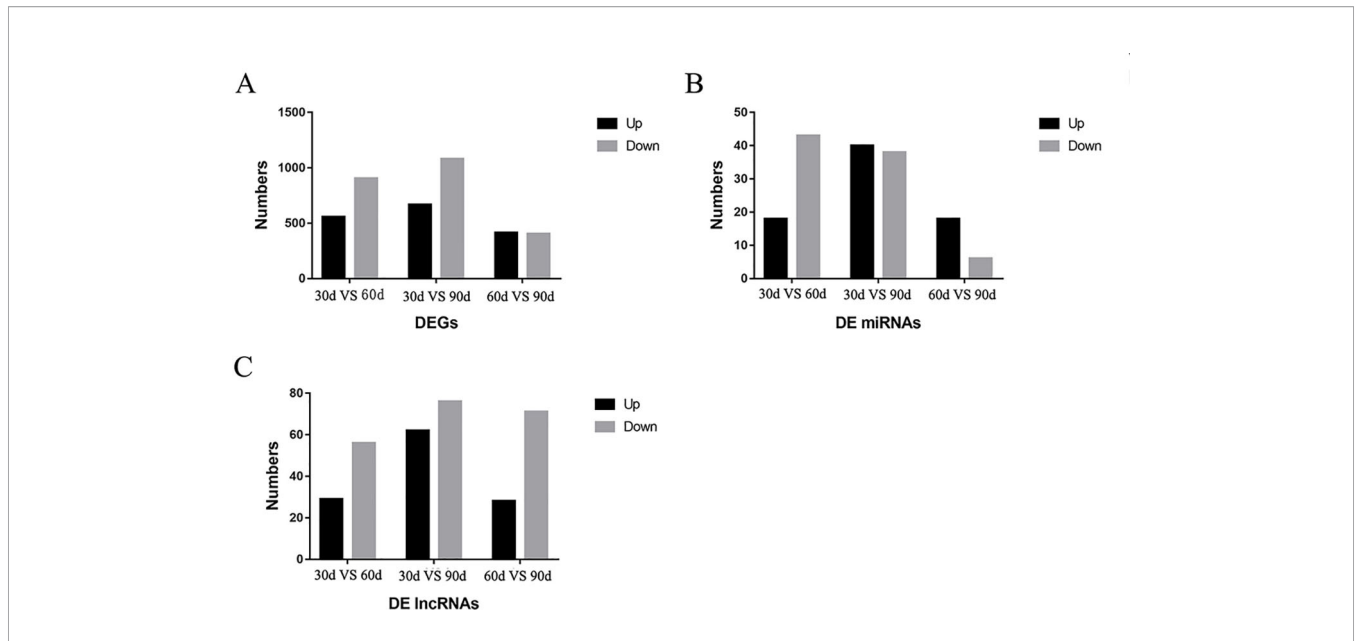 A
1500
1000
500
0
Numbers
30d VS 60d
30d VS 90d
60d VS 90d
DEGs
Up
Down
B
50
40
30
20
10
0
Numbers
30d VS 60d
30d VS 90d
60d VS 90d
DE miRNAs
Up
Down
C
80
60
40
20
0
Numbers
30d VS 60d
30d VS 90d
60d VS 90d
DE lncRNAs
Up
Down